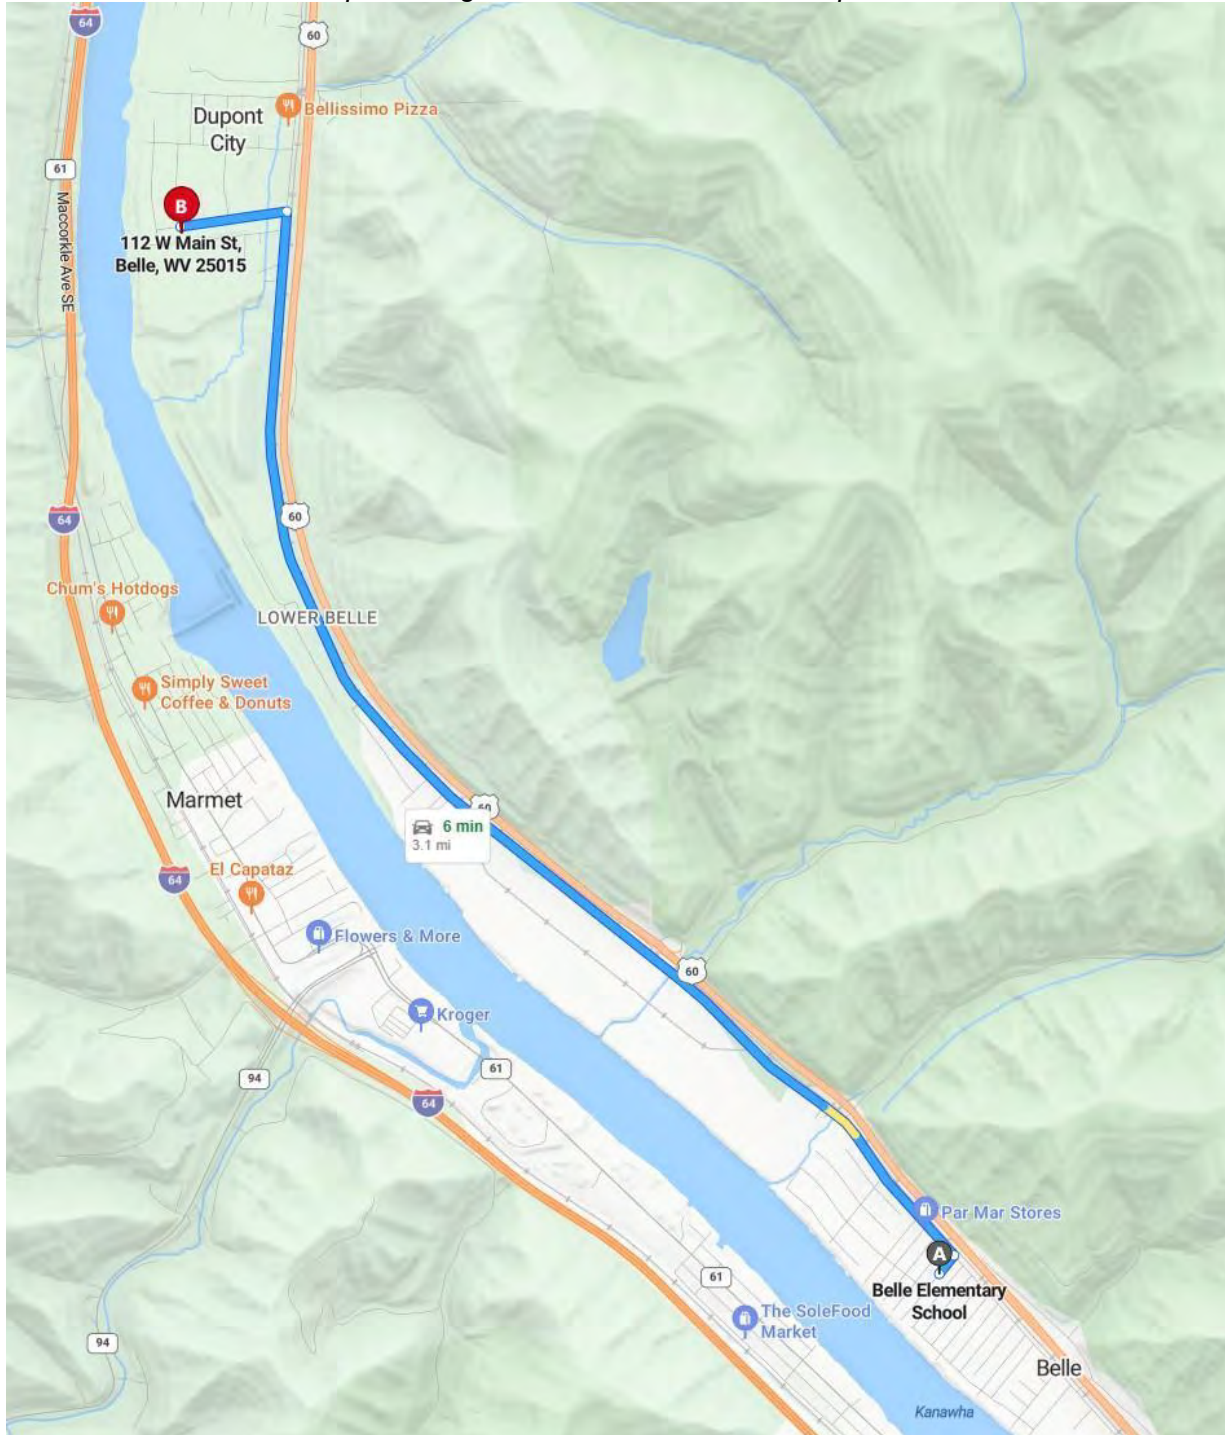 64
60
Bellissimo Pizza
Dupont
City
61
Maccorkle Ave SE
B
112 W Main St,
Belle, WV 25015
60
64
Chum's Hotdogs
LOWER BELLE
Simply Sweet
Coffee & Donuts
Marmet
60
6 min
3.1 mi
El Capataz
64
Flowers & More
60
Kroger
61
94
64
Par Mar Stores
A
61
Belle Elementary
School
The SoleFood
Market
94
Belle
Kanawha